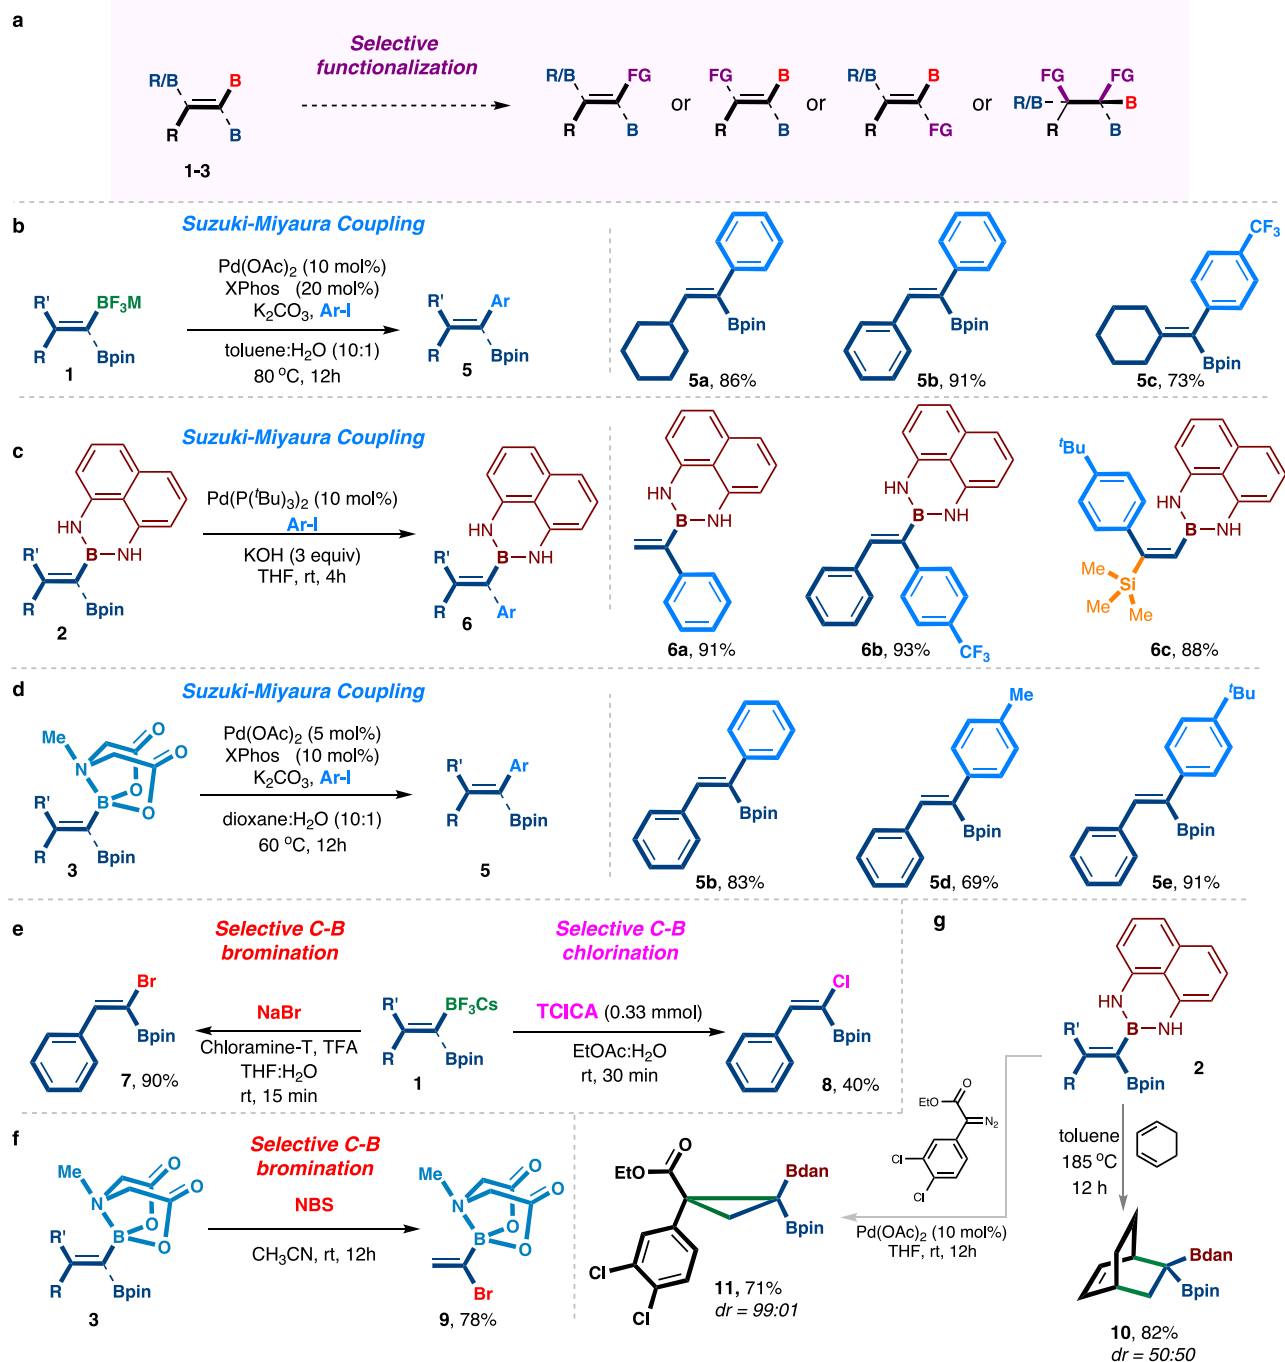 a
Selective
functionalization
R/B
B
R
B
1-3
R/B
FG
R
B
or
FG
B
R
B
or
R/B
B
R
FG
or
FG
FG
R/B
B
R
B
b
Suzuki-Miyaura Coupling
R'
BF3M
R
Bpin
1
Pd(OAc)2 (10 mol%)
XPhos (20 mol%)
K2CO3, Ar-I
toluene:H2O (10:1)
80 °C, 12h
R'
Ar
R
Bpin
5
Bpin
5a, 86%
Bpin
5b, 91%
CF3
Bpin
5c, 73%
c
Suzuki-Miyaura Coupling
HN
B
NH
R'
R
Bpin
2
Pd(P(tBu)3)2 (10 mol%)
Ar-I
KOH (3 equiv)
THF, rt, 4h
HN
B
NH
R'
R
Ar
6
HN
B
NH
6a, 91%
HN
B
NH
CF3
6b, 93%
tBu
HN
B
NH
Me
Si
Me
Me
6c, 88%
d
Suzuki-Miyaura Coupling
Me
O
O
N
O
B
O
R'
R
Bpin
3
Pd(OAc)2 (5 mol%)
XPhos (10 mol%)
K2CO3, Ar-I
dioxane:H2O (10:1)
60 °C, 12h
R'
Ar
R
Bpin
5
Bpin
5b, 83%
Me
Bpin
5d, 69%
tBu
Bpin
5e, 91%
e
Selective C-B
bromination
Selective C-B
chlorination
Br
Bpin
7, 90%
NaBr
Chloramine-T, TFA
THF:H2O
rt, 15 min
R'
BF3Cs
R
Bpin
1
TCICA (0.33 mmol)
EtOAc:H2O
rt, 30 min
Cl
Bpin
8, 40%
f
Selective C-B
bromination
Me
O
O
N
O
B
O
R'
R
Bpin
3
NBS
CH3CN, rt, 12h
Me
O
O
N
O
B
O
Br
9, 78%
g
HN
B
NH
R'
R
Bpin
2
toluene
185 °C
12 h
O
EtO
N2
Cl
Cl
Pd(OAc)2 (10 mol%)
THF, rt, 12h
O
EtO
Bdan
Bpin
Cl
Cl
11, 71%
dr = 99:01
Bdan
Bpin
10, 82%
dr = 50:50